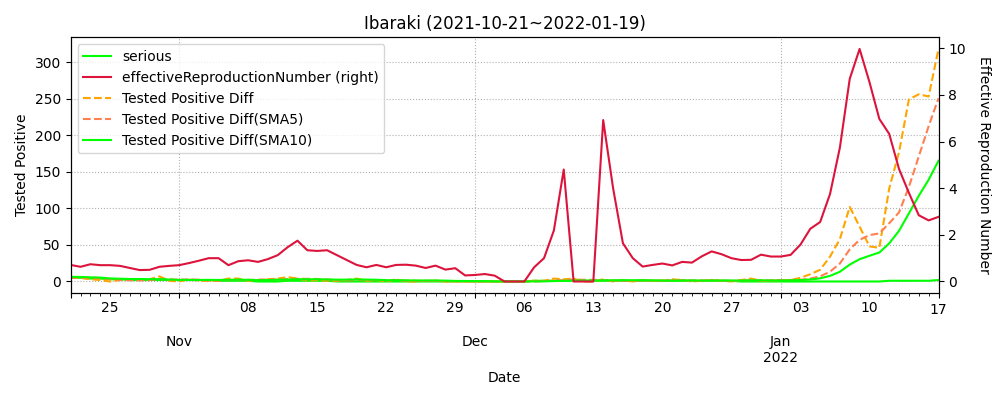 Ibaraki (2021-10-21~2022-01-19)
serious
effectiveReproductionNumber (right)
Tested Positive Diff
Tested Positive Diff(SMA5)
Tested Positive Diff(SMA10)
Tested Positive
300
250
200
150
100
50
0
Effective Reproduction Number
10
8
6
4
2
0
25 08 15 22 29 06 13 20 27 03 10 17
Nov Dec Jan
2022
Date